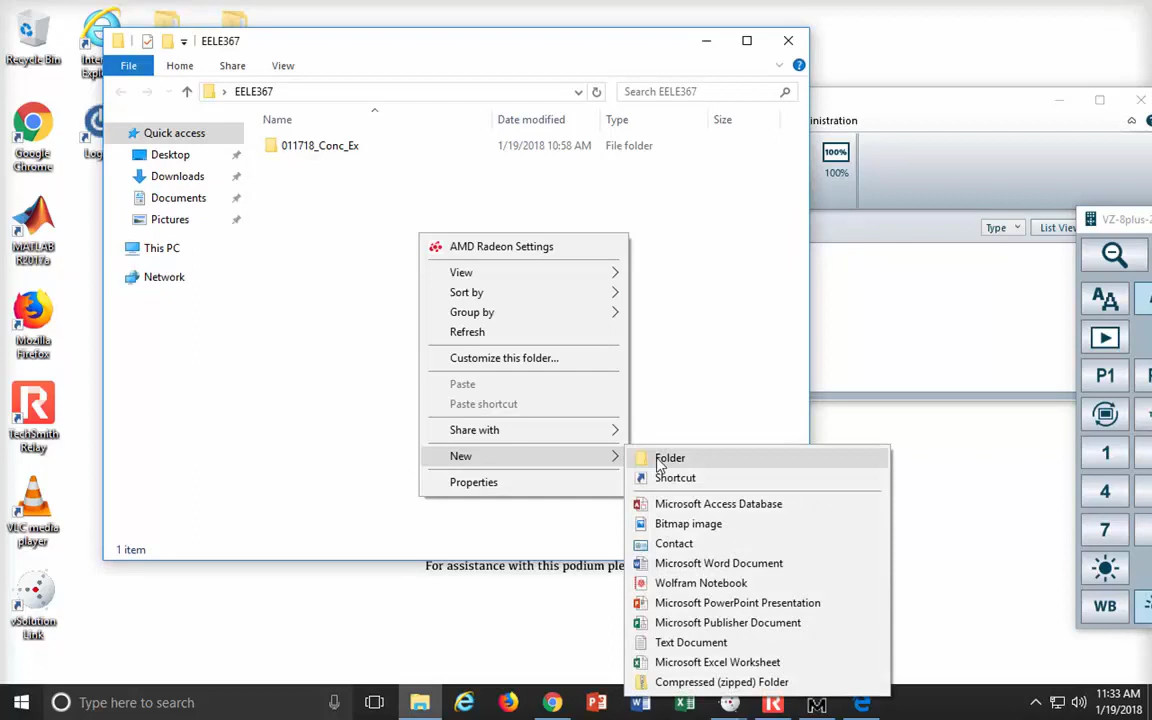 Recycle Bin
Google
Chrome
MATLAB
R2017a
Mozilla
Firefox
TechSmith
Relay
VLC media
player
vSolution
Link
EELE367
File
Home
Share
View
EELE367
Search EELE367
Quick access
Desktop
Downloads
Documents
Pictures
This PC
Network
Name
Date modified
Type
Size
011718_Conc_Ex
1/19/2018 10:58 AM
File folder
1 item
AMD Radeon Settings
View
Sort by
Group by
Refresh
Customize this folder...
Paste
Paste shortcut
Share with
New
Properties
Folder
Shortcut
Microsoft Access Database
Bitmap image
Contact
Microsoft Word Document
Wolfram Notebook
Microsoft PowerPoint Presentation
Microsoft Publisher Document
Text Document
Microsoft Excel Worksheet
Compressed (zipped) Folder
For assistance with this podium
100%
100%
Type
List
VZ-8plus-
AA
P1
1
4
7
WB
Type here to search
11:33 AM
1/19/2018